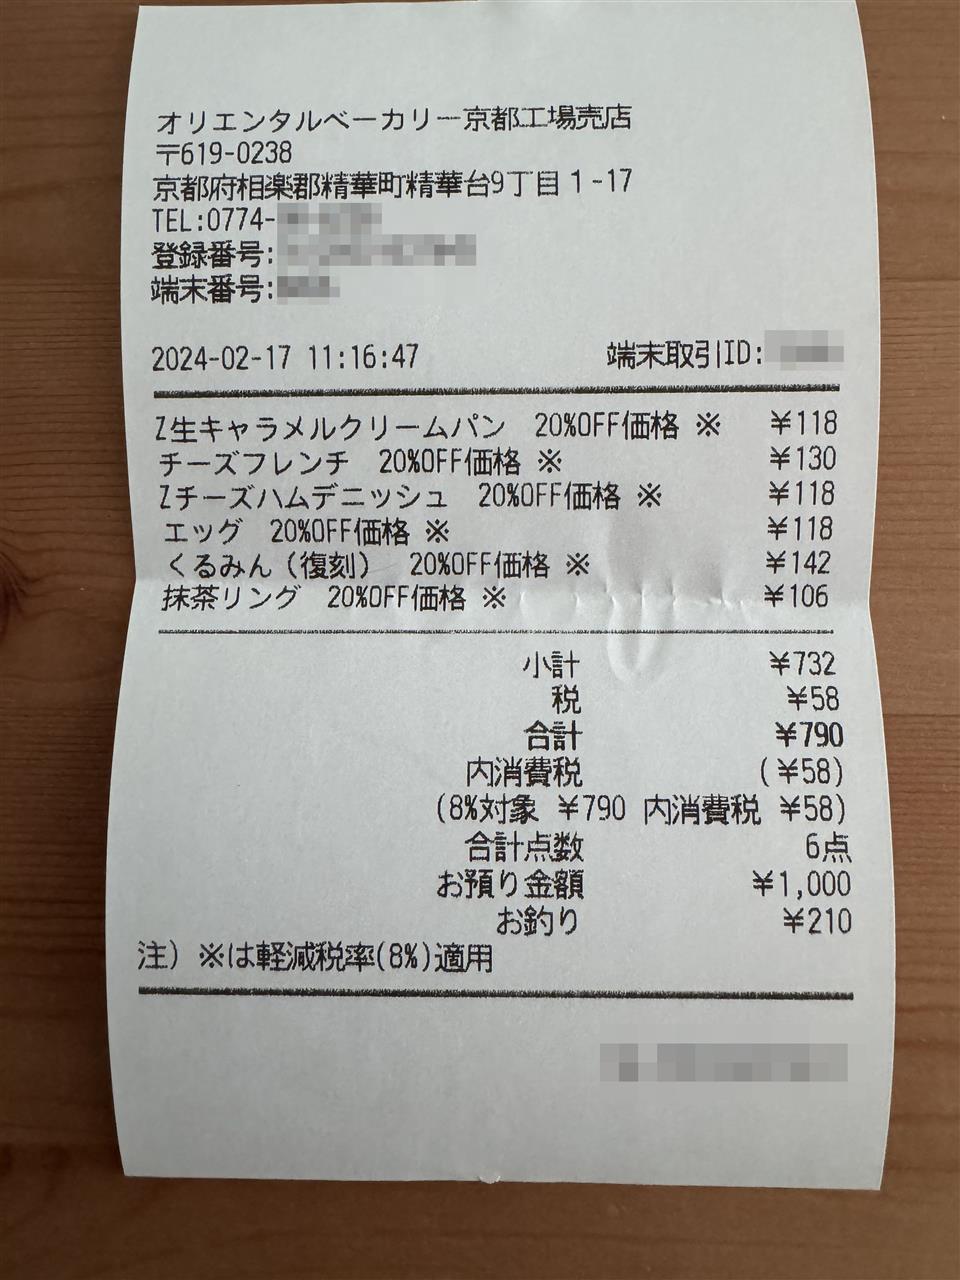 オリエンタルベーカリー京都工場売店
〒619-0238
京都府相楽郡精華町精華台9丁目1-17
TEL:0774-
登録番号:
端末番号:
2024-02-17 11:16:47 端末取引ID:
Z生キャラメルクリームパン 20%OFF価格 ※ ¥118
チーズフレンチ 20%OFF価格 ※ ¥130
Zチーズハムデニッシュ 20%OFF価格 ※ ¥118
エッグ 20%OFF価格 ※ ¥118
くるみん（復刻） 20%OFF価格 ※ ¥142
抹茶リング 20%OFF価格 ※ ¥106
小計 ¥732
税 ¥58
合計 ¥790
内消費税 (¥58)
(8%対象 ¥790 内消費税 ¥58)
合計点数 6点
お預り金額 ¥1,000
お釣り ¥210
注）※は軽減税率(8%)適用